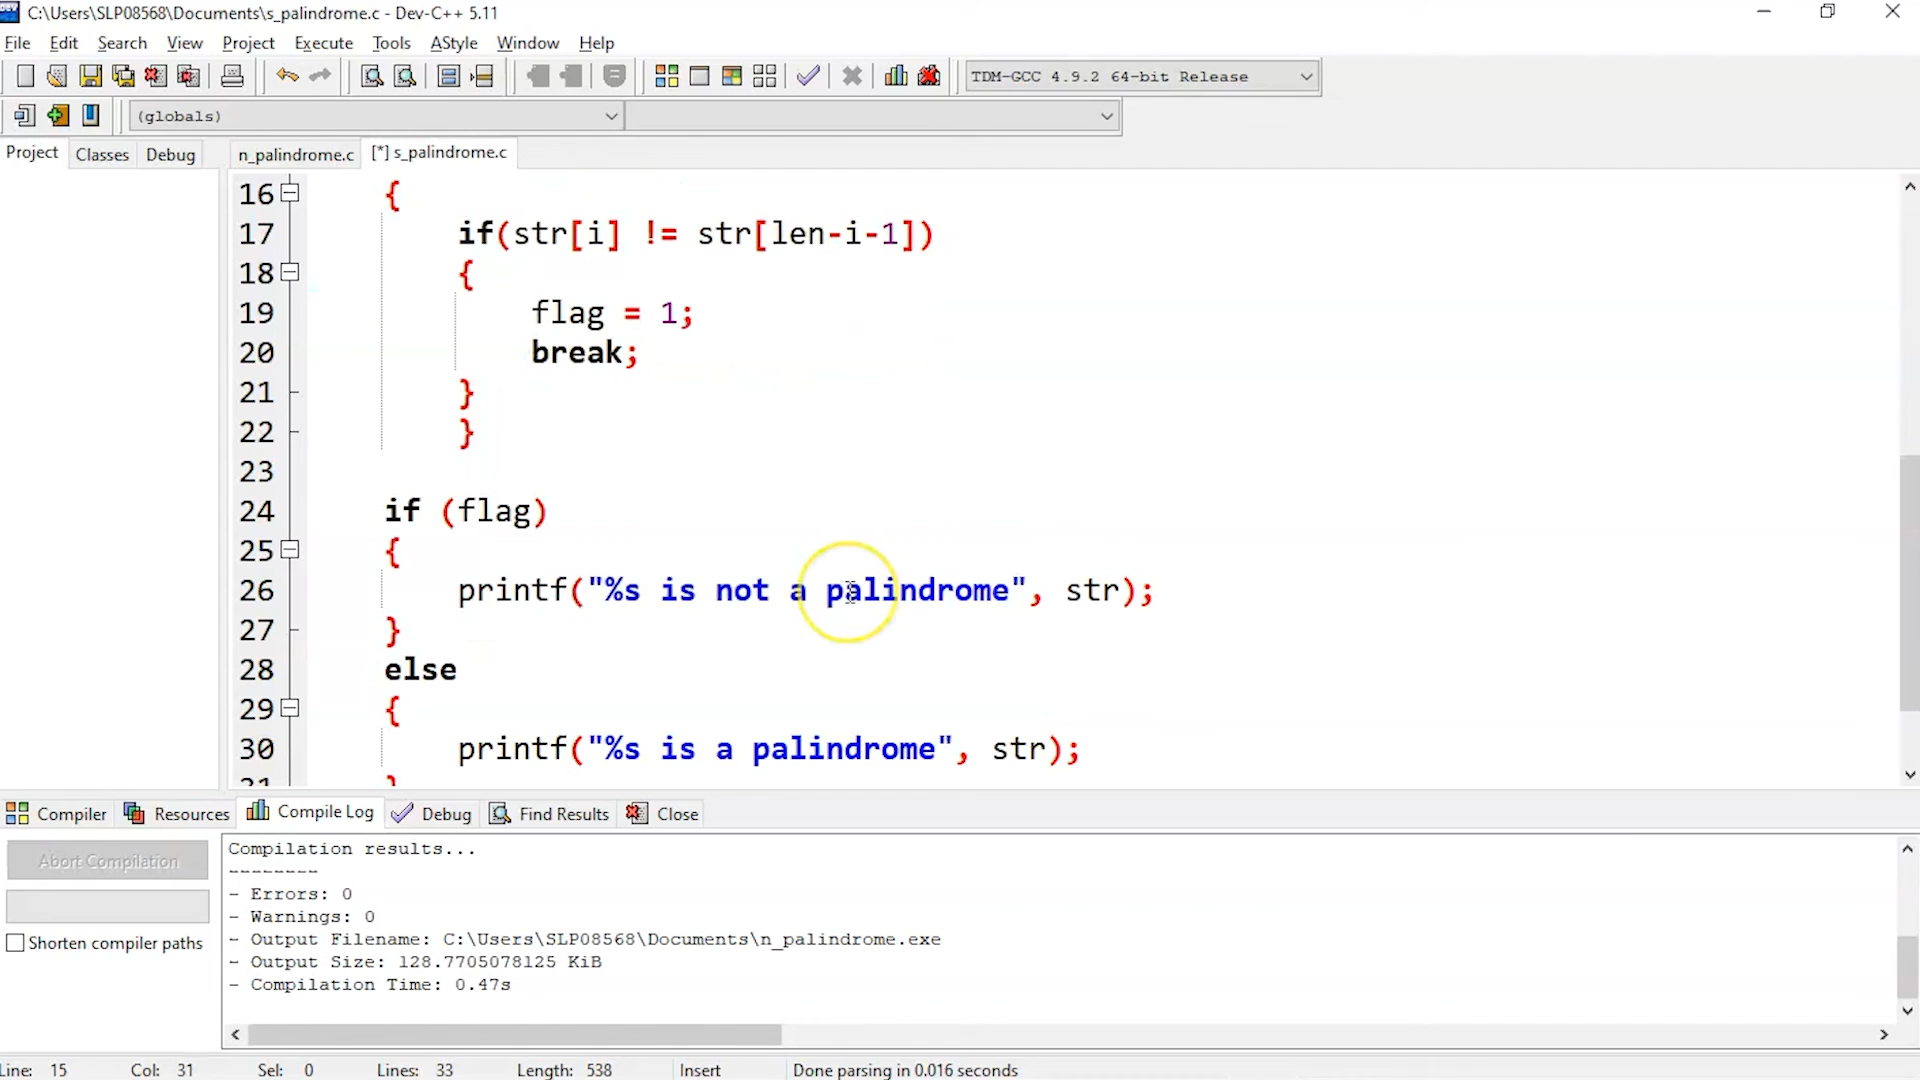 C:\Users\SLP08568\Documents\s_palindrome.c - Dev-C++ 5.11
File Edit Search View Project Execute Tools AStyle Window Help
TDM-GCC 4.9.2 64-bit Release
(globals)
Project Classes Debug n_palindrome.c [*] s_palindrome.c
16 {
17 if(str[i] != str[len-i-1])
18 {
19 flag = 1;
20 break;
21 }
22 }
23
24 if (flag)
25 {
26 printf("%s is not a palindrome", str);
27 }
28 else
29 {
30 printf("%s is a palindrome", str);
31 }
Compiler Resources Compile Log Debug Find Results Close
Abort Compilation
Shorten compiler paths
Compilation results...
--------
- Errors: 0
- Warnings: 0
- Output Filename: C:\Users\SLP08568\Documents\n_palindrome.exe
- Output Size: 128.7705078125 KiB
- Compilation Time: 0.47s
Line: 15 Col: 31 Sel: 0 Lines: 33 Length: 538 Insert Done parsing in 0.016 seconds